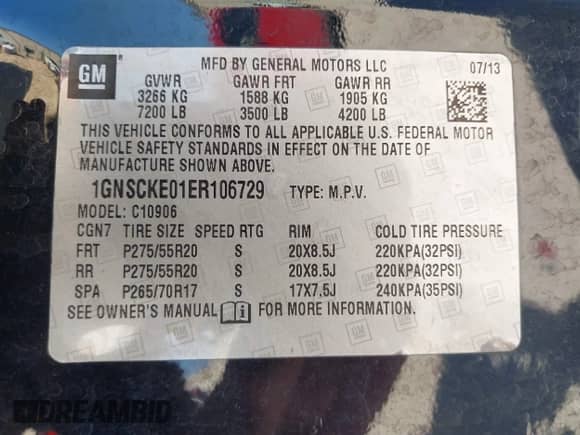 GM
MFD BY GENERAL MOTORS LLC
07/13
GVWR GAWR FRT GAWR RR
3266 KG 1588 KG 1905 KG
7200 LB 3500 LB 4200 LB
THIS VEHICLE CONFORMS TO ALL APPLICABLE U.S. FEDERAL MOTOR
VEHICLE SAFETY STANDARDS IN EFFECT ON THE DATE OF
MANUFACTURE SHOWN ABOVE.
1GNSCKE01ER106729 TYPE: M.P.V.
MODEL: C10906
CGN7 TIRE SIZE SPEED RTG RIM COLD TIRE PRESSURE
FRT P275/55R20 S 20X8.5J 220KPA(32PSI)
RR P275/55R20 S 20X8.5J 220KPA(32PSI)
SPA P265/70R17 S 17X7.5J 240KPA(35PSI)
SEE OWNER'S MANUAL FOR MORE INFORMATION.
DREAMBID